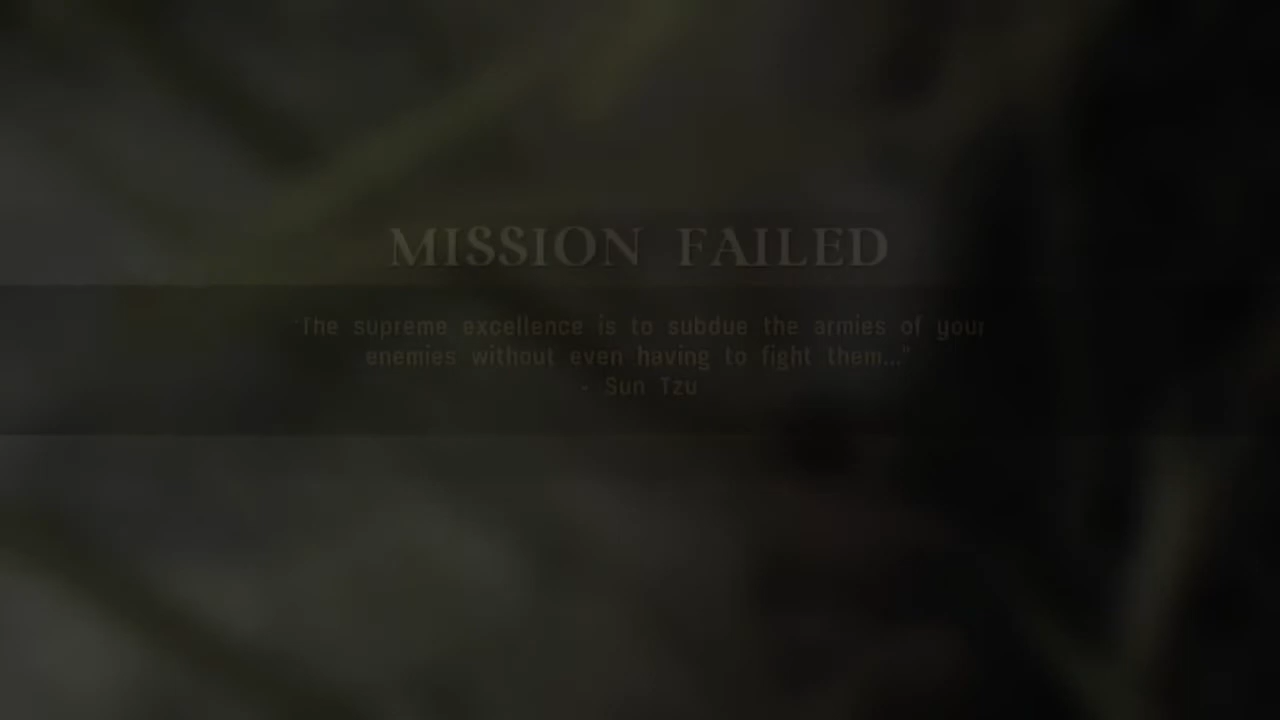 MISSION FAILED
"The supreme excellence is to subdue the armies of your
enemies without even having to fight them..."
- Sun Tzu